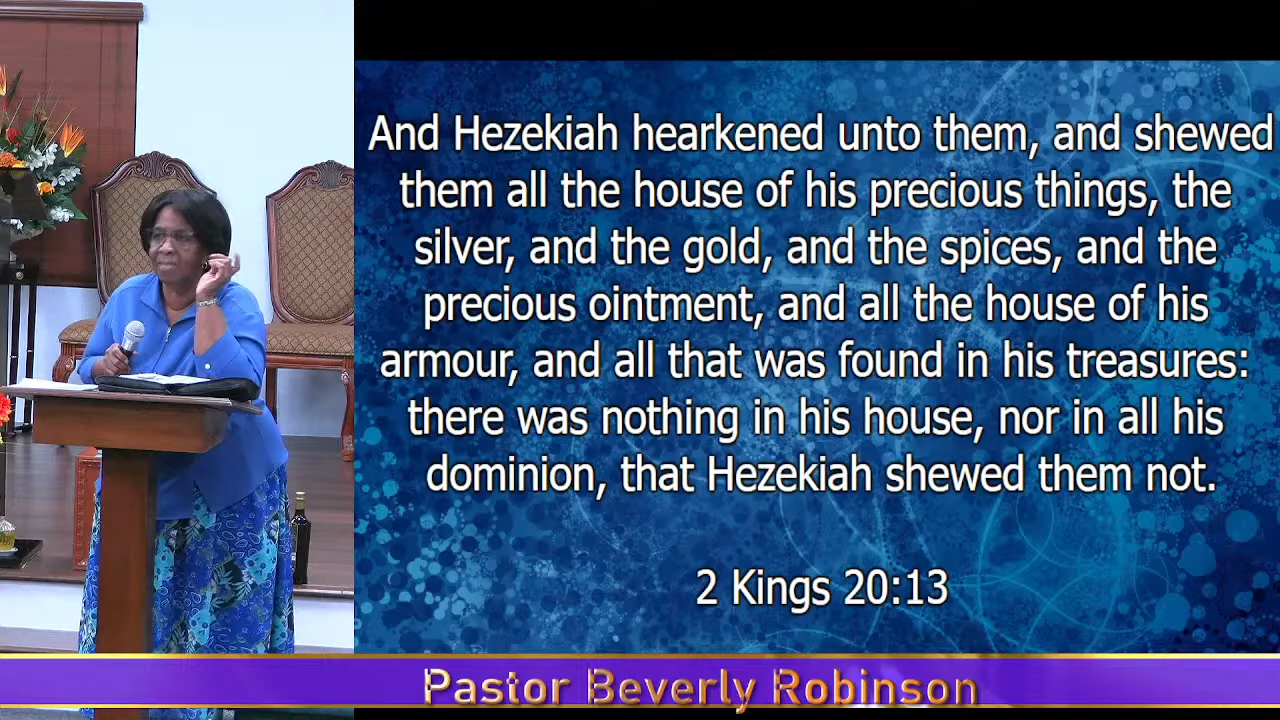 And Hezekiah hearkened unto them, and shewed
them all the house of his precious things, the
silver, and the gold, and the spices, and the
precious ointment, and all the house of his
armour, and all that was found in his treasures:
there was nothing in his house, nor in all his
dominion, that Hezekiah shewed them not.
2 Kings 20:13
Pastor Beverly Robinson